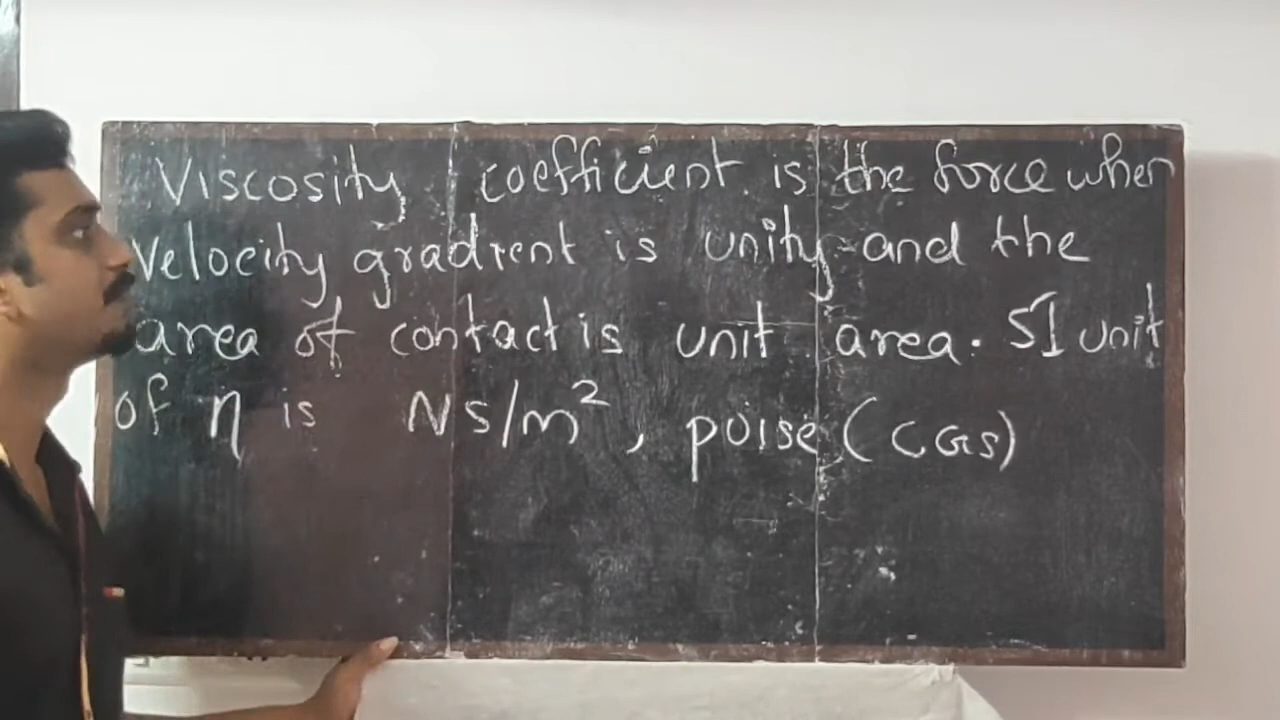 Viscosity coefficient is the force when
velocity gradient is unity and the
area of contact is unit area. SI unit
of η is Ns/m², poise (CGS)